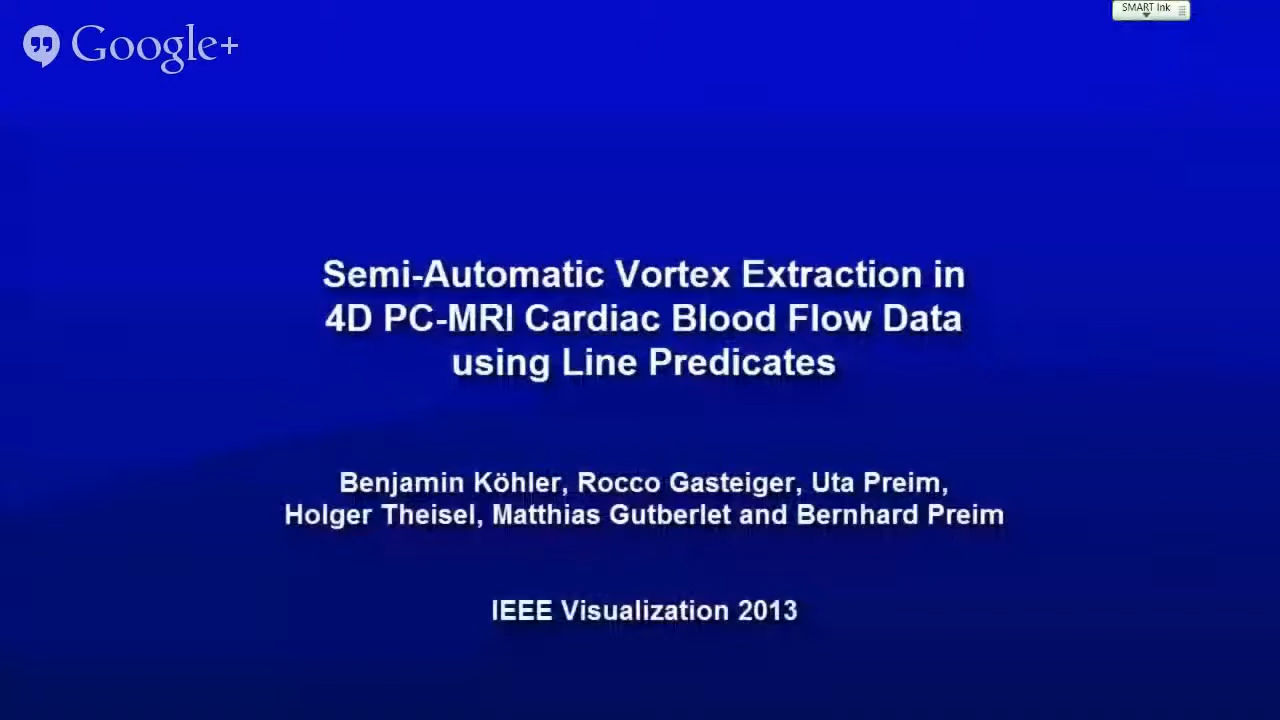 SMART Ink
Google+
Semi-Automatic Vortex Extraction in
4D PC-MRI Cardiac Blood Flow Data
using Line Predicates
Benjamin Köhler, Rocco Gasteiger, Uta Preim,
Holger Theisel, Matthias Gutberlet and Bernhard Preim
IEEE Visualization 2013